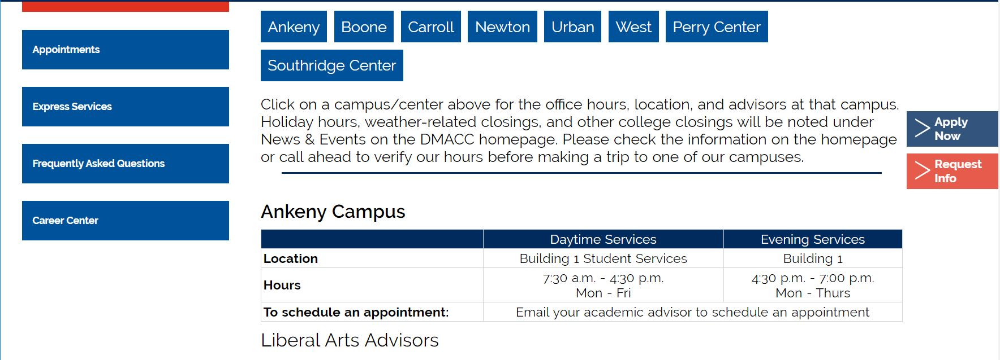 Appointments
Express Services
Frequently Asked Questions
Career Center
Ankeny Boone Carroll Newton Urban West Perry Center
Southridge Center
Click on a campus/center above for the office hours, location, and advisors at that campus.
Holiday hours, weather-related closings, and other college closings will be noted under
News & Events on the DMACC homepage. Please check the information on the homepage
or call ahead to verify our hours before making a trip to one of our campuses.
Ankeny Campus
Daytime Services Evening Services
Location Building 1 Student Services Building 1
Hours 7:30 a.m. - 4:30 p.m. 4:30 p.m. - 7:00 p.m.
Mon - Fri Mon - Thurs
To schedule an appointment: Email your academic advisor to schedule an appointment
Liberal Arts Advisors
Apply
Now
Request
Info